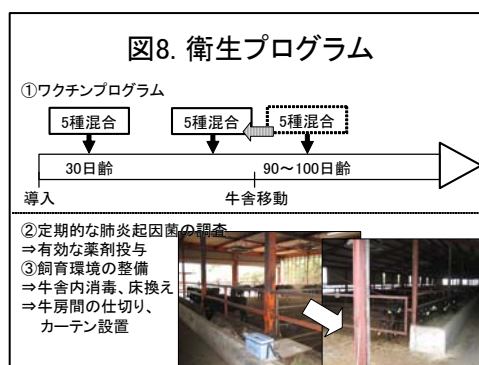 図8. 衛生プログラム
①ワクチンプログラム
5種混合 5種混合 5種混合
30日齢 90～100日齢
導入 牛舎移動
②定期的な肺炎起因菌の調査
⇒有効な薬剤投与
③飼育環境の整備
⇒牛舎内消毒、床換え
⇒牛房間の仕切り、
カーテン設置